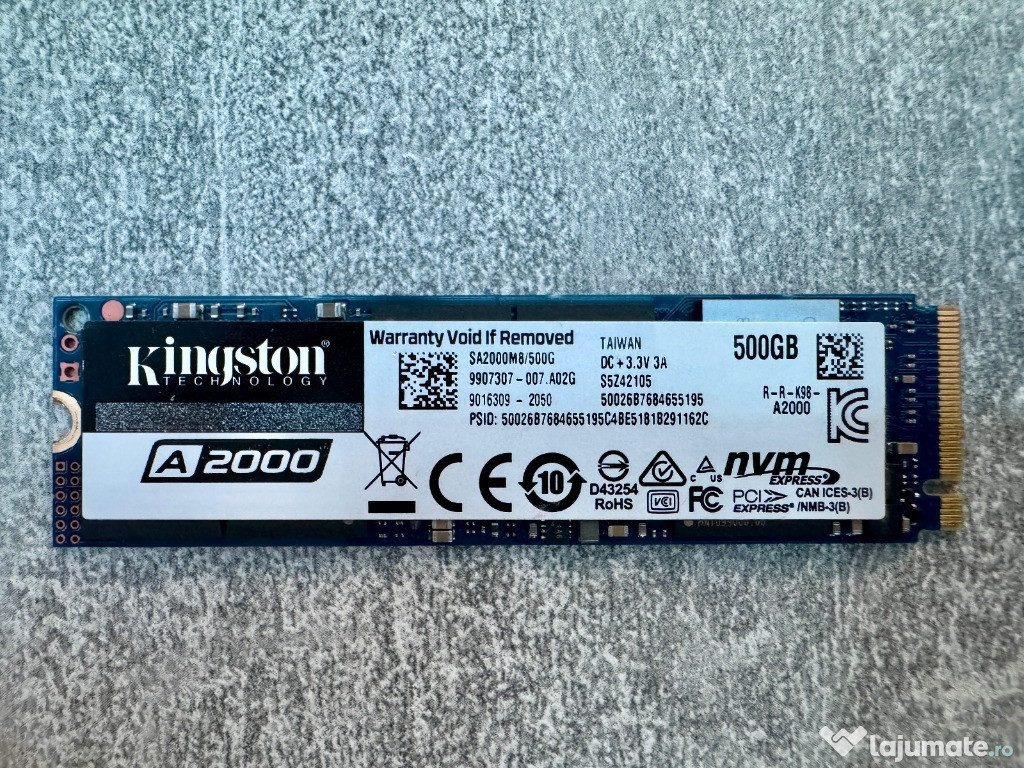 Kingston®
TECHNOLOGY
A2000
Warranty Void If Removed
SA2000M8/500G
9907307 - 007.A02G
9016309 - 2050
PSID: 50026B7684655195C4BE5181B291162C
TAIWAN
DC + 3.3V 3A
S5Z42105
50026B7684655195
500GB
R-R-K98-
A2000
10
D43254
RoHS
VCI
C US
FC
nvm
EXPRESS®
PCI
EXPRESS®
CAN ICES-3(B)
/NMB-3(B)
lajumate.ro